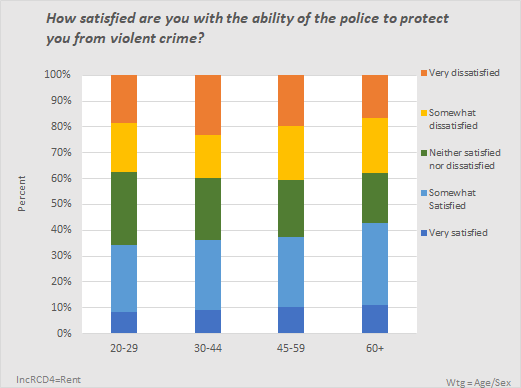 How satisfied are you with the ability of the police to protect
you from violent crime?
100%
90%
80%
70%
60%
50%
40%
30%
20%
10%
0%
Percent
20-29
30-44
45-59
60+
Very dissatisfied
Somewhat
dissatisfied
Neither satisfied
nor dissatisfied
Somewhat
Satisfied
Very satisfied
IncRCD4=Rent
Wtg = Age/Sex